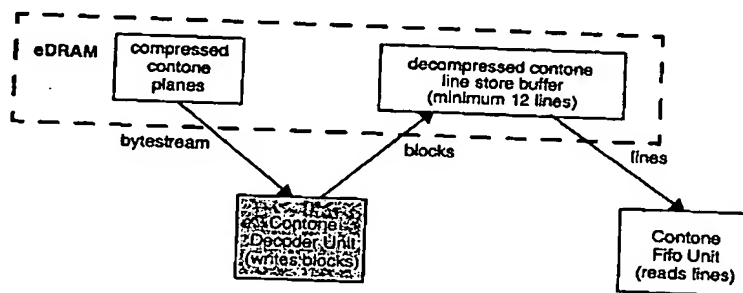 eDRAM
compressed
contone
planes
decompressed contone
line store buffer
(minimum 12 lines)
bytestream
blocks
lines
Contone
Decoder Unit
(writes blocks)
Contone
Fifo Unit
(reads lines)